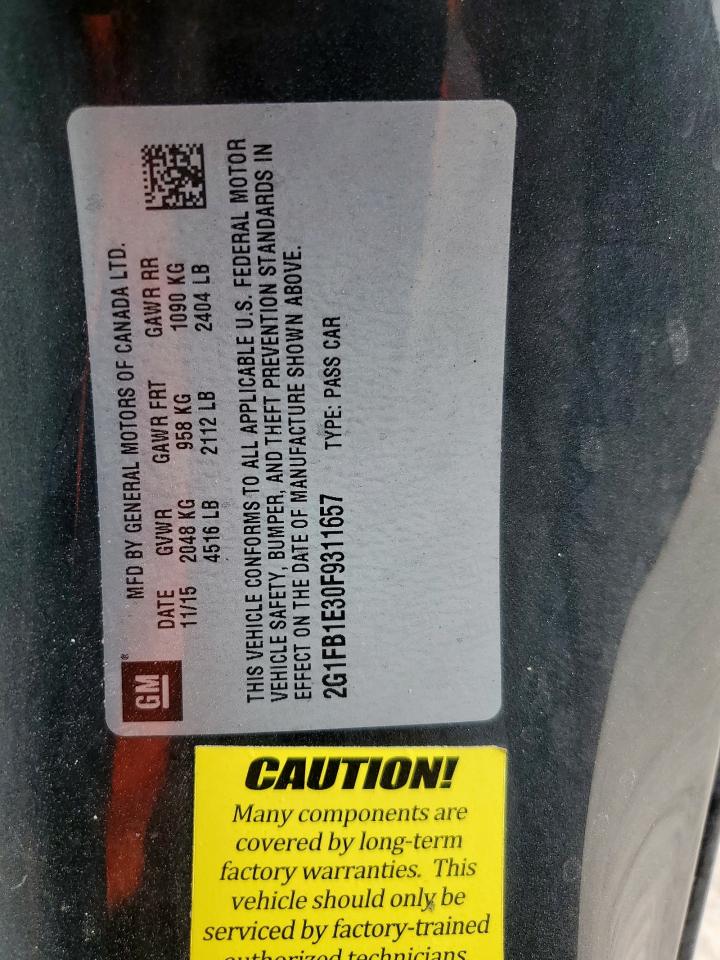 GM®
MFD BY GENERAL MOTORS OF CANADA LTD.
DATE GVWR GAWR FRT GAWR RR
11/15 2048 KG 958 KG 1090 KG
4516 LB 2112 LB 2404 LB
THIS VEHICLE CONFORMS TO ALL APPLICABLE U.S. FEDERAL MOTOR
VEHICLE SAFETY, BUMPER, AND THEFT PREVENTION STANDARDS IN
EFFECT ON THE DATE OF MANUFACTURE SHOWN ABOVE.
2G1FB1E30F9311657 TYPE: PASS CAR
CAUTION!
Many components are
covered by long-term
factory warranties. This
vehicle should only be
serviced by factory-trained
authorized technicians